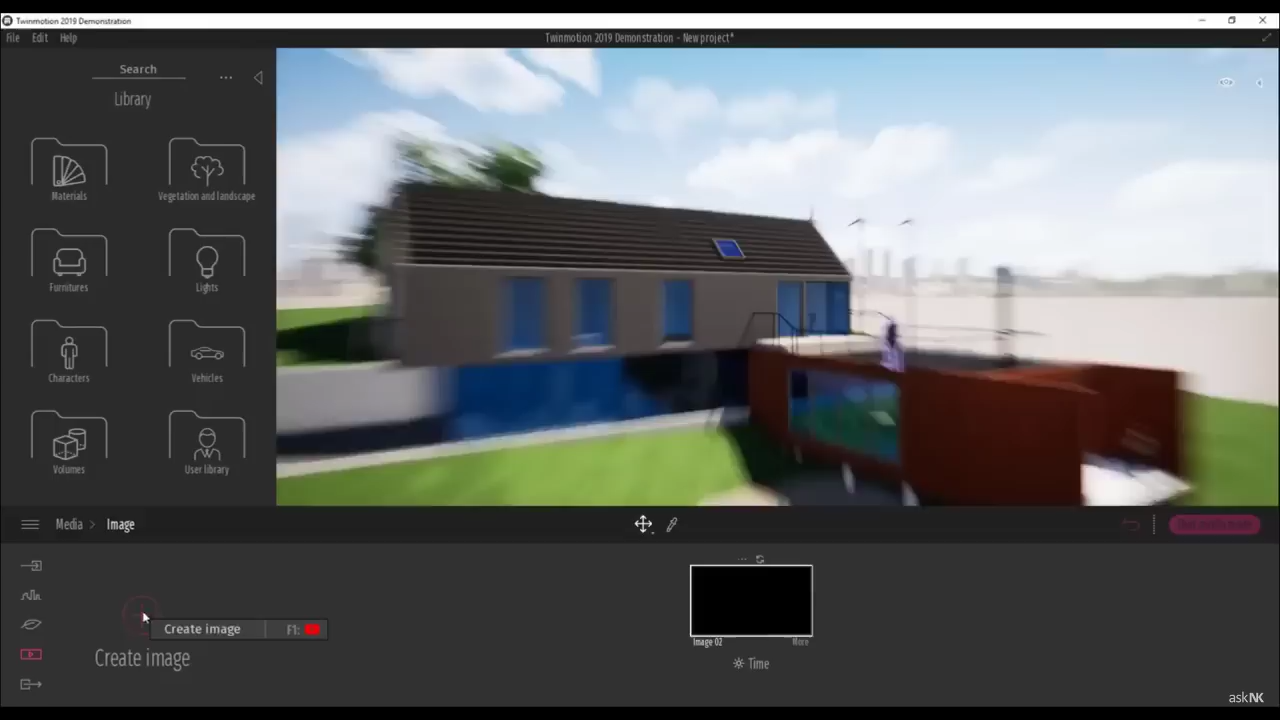 Twinmotion 2019 Demonstration
File Edit Help
Twinmotion 2019 Demonstration - New project*
Search
Library
Materials
Vegetation and landscape
Furnitures
Lights
Characters
Vehicles
Volumes
User library
Media > Image
Create image F1:
Create image
Image 02 More
Time
askNK